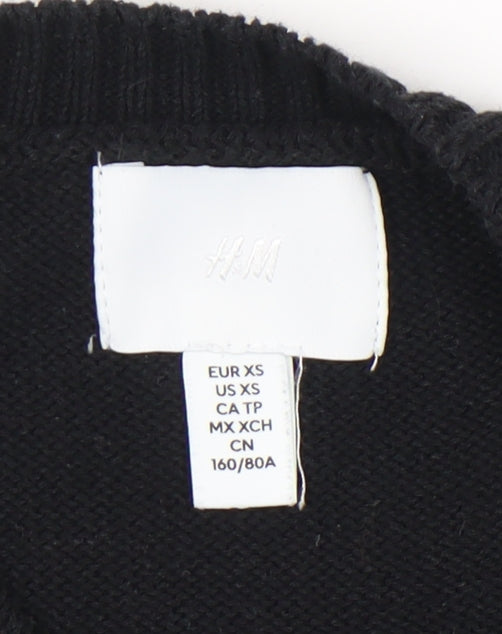 H&M
EUR XS
US XS
CA TP
MX XCH
CN
160/80A